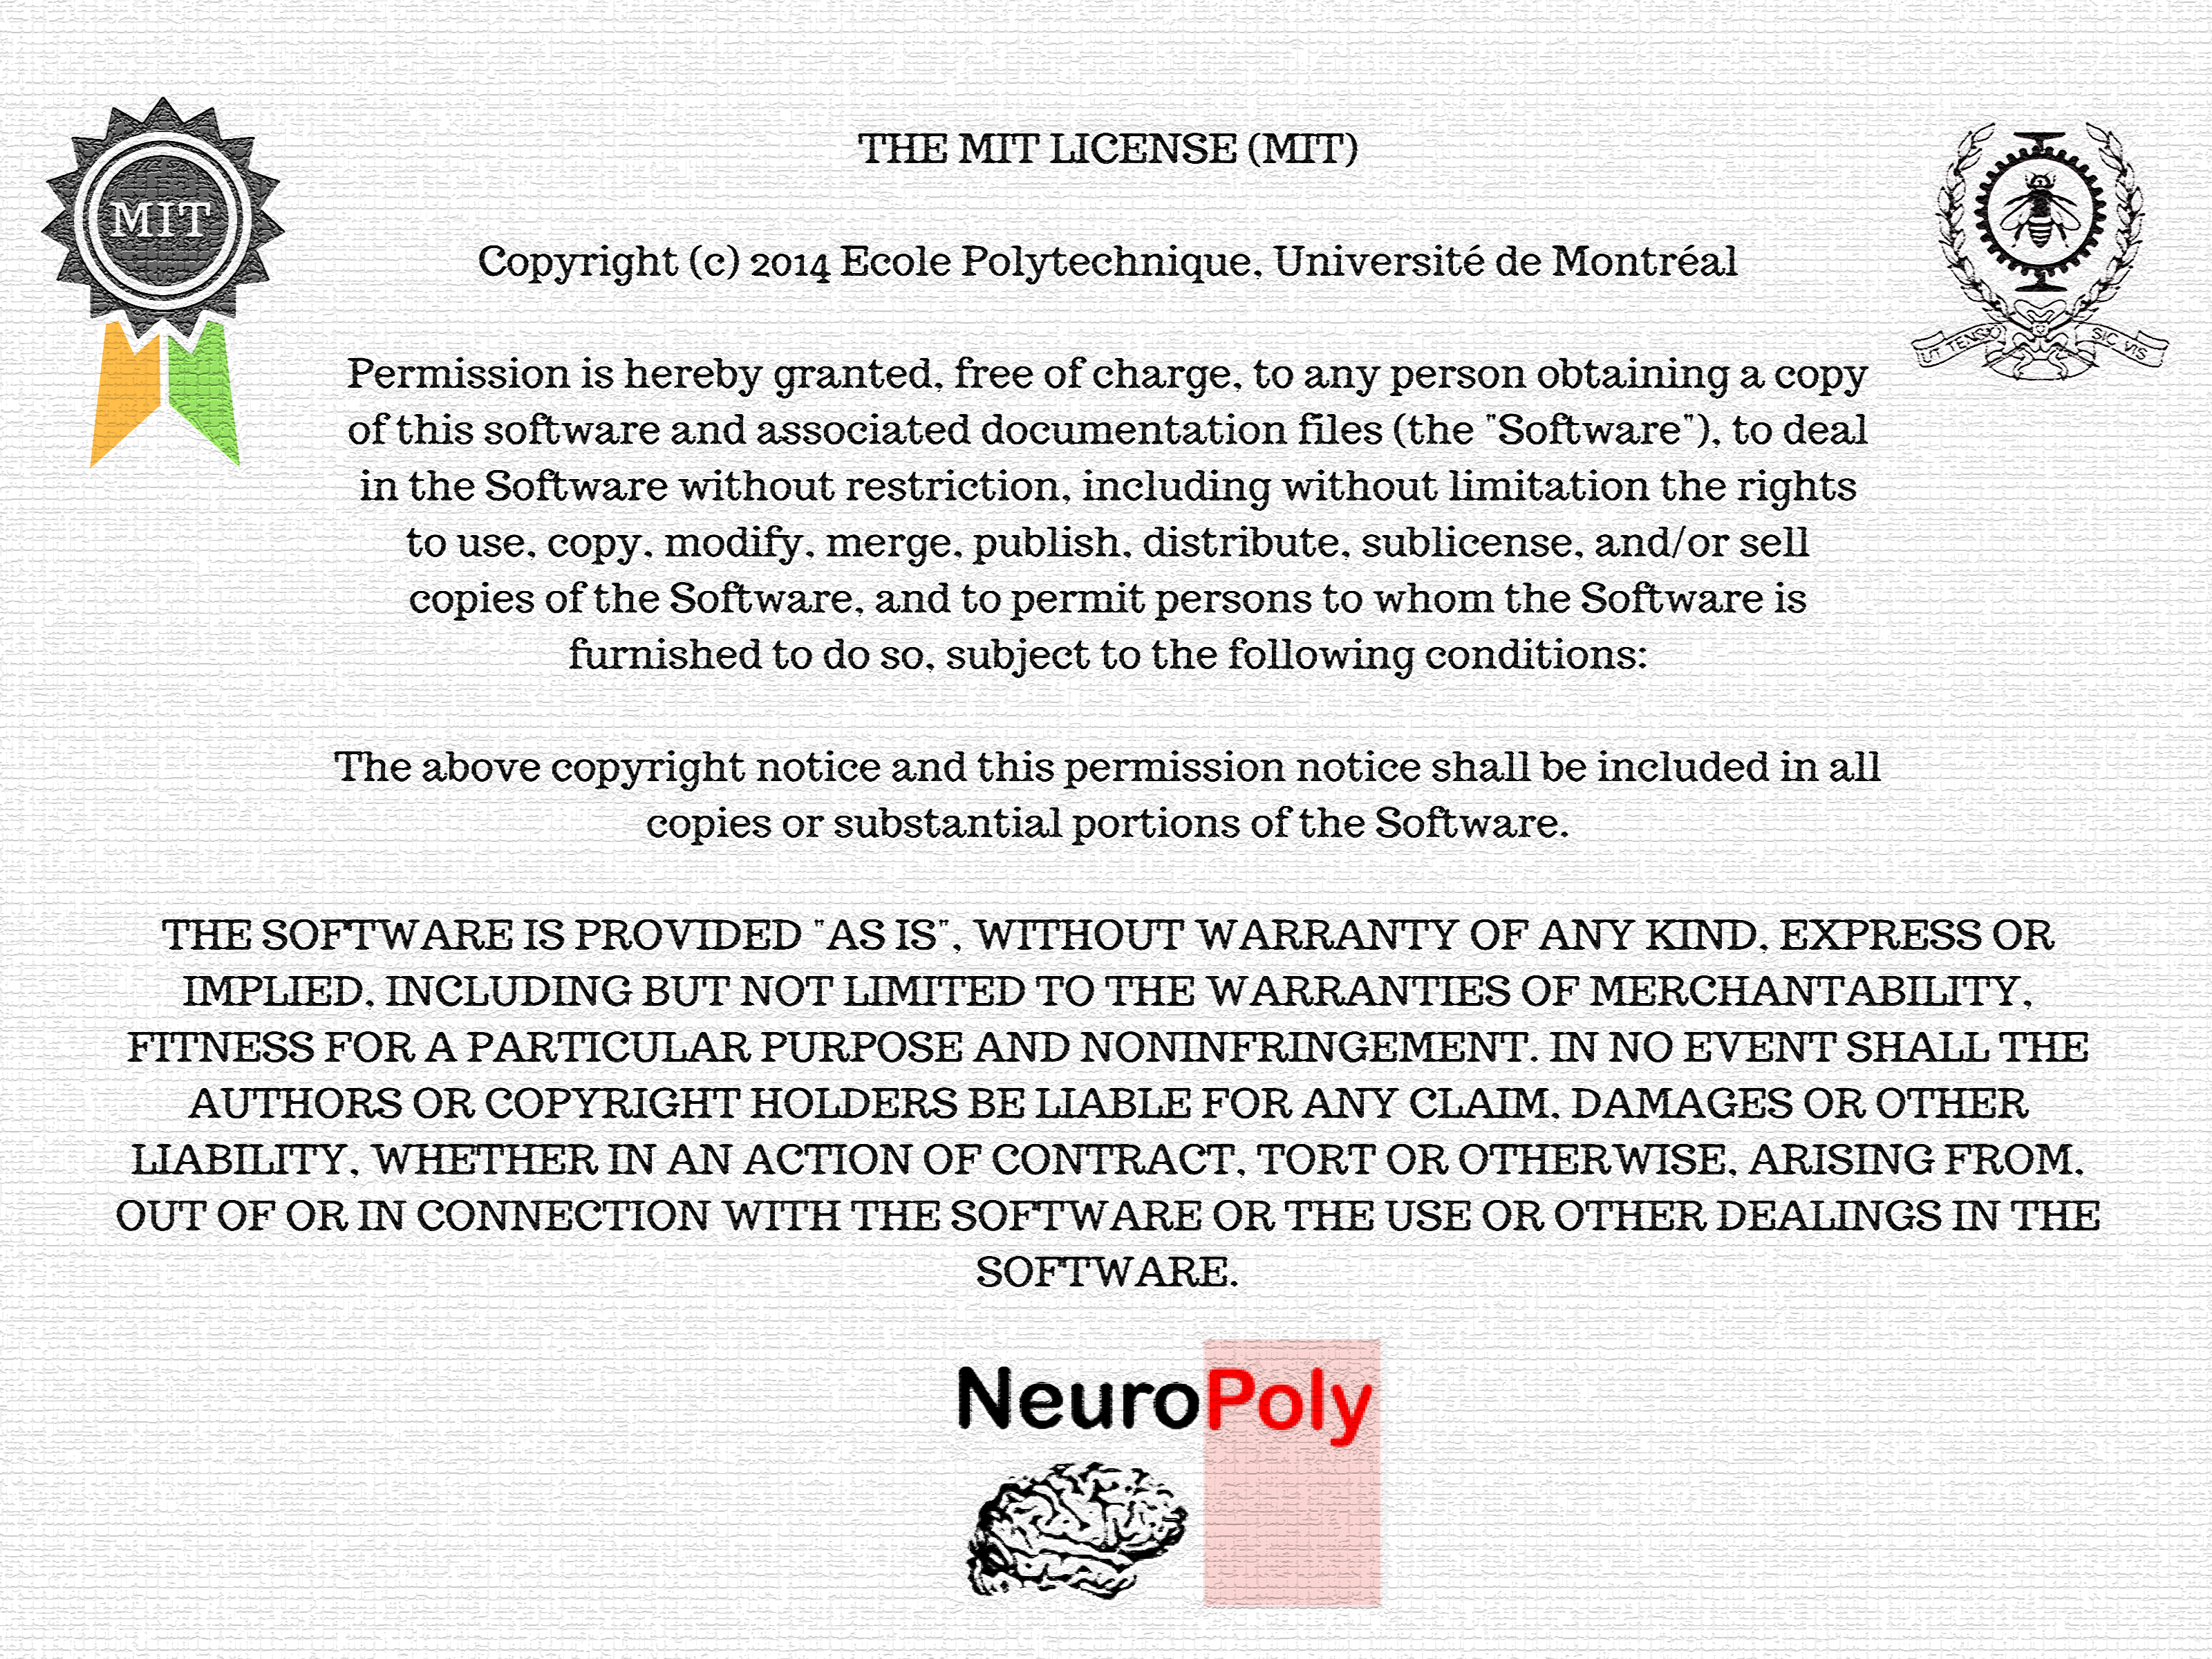 THE MIT LICENSE (MIT)
MIT
Copyright (c) 2014 Ecole Polytechnique, Université de Montréal
UT TENSIO SIC VIS
Permission is hereby granted, free of charge, to any person obtaining a copy
of this software and associated documentation files (the "Software"), to deal
in the Software without restriction, including without limitation the rights
to use, copy, modify, merge, publish, distribute, sublicense, and/or sell
copies of the Software, and to permit persons to whom the Software is
furnished to do so, subject to the following conditions:
The above copyright notice and this permission notice shall be included in all
copies or substantial portions of the Software.
THE SOFTWARE IS PROVIDED "AS IS", WITHOUT WARRANTY OF ANY KIND, EXPRESS OR
IMPLIED, INCLUDING BUT NOT LIMITED TO THE WARRANTIES OF MERCHANTABILITY,
FITNESS FOR A PARTICULAR PURPOSE AND NONINFRINGEMENT. IN NO EVENT SHALL THE
AUTHORS OR COPYRIGHT HOLDERS BE LIABLE FOR ANY CLAIM, DAMAGES OR OTHER
LIABILITY, WHETHER IN AN ACTION OF CONTRACT, TORT OR OTHERWISE, ARISING FROM,
OUT OF OR IN CONNECTION WITH THE SOFTWARE OR THE USE OR OTHER DEALINGS IN THE
SOFTWARE.
NeuroPoly